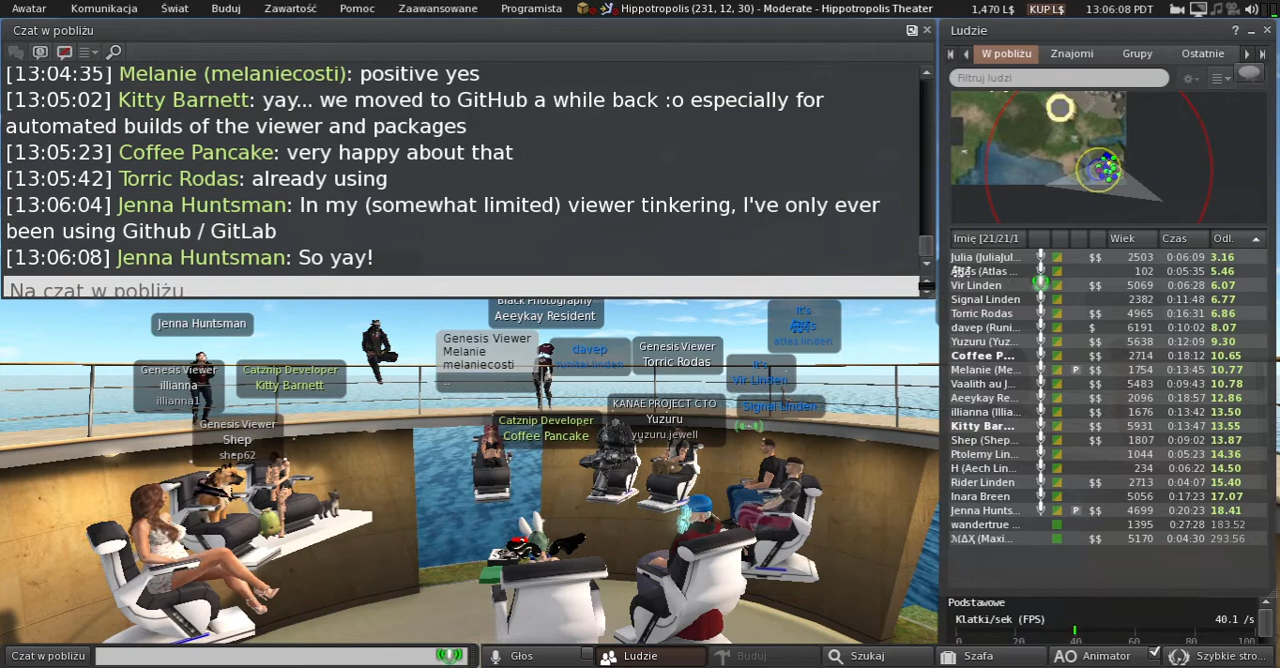 Awatar Komunikacja Świat Buduj Zawartość Pomoc Zaawansowane Programista Hippotropolis (231, 12, 30) - Moderate - Hippotropolis Theater 1,470 L$ KUP L$ 13:06:08 PDT
Czat w pobliżu
[13:04:35] Melanie (melaniecosti): positive yes
[13:05:02] Kitty Barnett: yay... we moved to GitHub a while back :o especially for
automated builds of the viewer and packages
[13:05:23] Coffee Pancake: very happy about that
[13:05:42] Torric Rodas: already using
[13:06:04] Jenna Huntsman: In my (somewhat limited) viewer tinkering, I've only ever
been using Github / GitLab
[13:06:08] Jenna Huntsman: So yay!
Na czat w pobliżu
Black Photography
Aeeykay Resident
Jenna Huntsman
Genesis Viewer
Melanie
melaniecosti
davep
Genesis Viewer
Torric Rodas
It's
atlas.linden
It's
Vir Linden
Signal Linden
Genesis Viewer
illianna
illianna1
Catznip Developer
Kitty Barnett
Genesis Viewer
Shep
shep62
Catznip Developer
Coffee Pancake
KANAE PROJECT CTO
Yuzuru
yuzuru.jewell
Ludzie
W pobliżu Znajomi Grupy Ostatnie
Filtruj ludzi
Imię [21/21/1 Wiek Czas Odl.
Julia (JuliaJul... $$ 2503 0:06:09 3.16
(Atlas ... 102 0:05:35 5.46
Vir Linden $$ 5069 0:06:28 6.07
Signal Linden 2382 0:11:48 6.77
Torric Rodas $$ 4965 0:16:31 6.86
davep (Runi... $ 6191 0:10:02 8.07
Yuzuru (Yuz... $$ 5638 0:12:09 9.30
Coffee P... $$ 2714 0:18:12 10.65
Melanie (Me... P $$ 1754 0:13:45 10.77
Vaalith au J... $$ 5483 0:09:43 10.78
Aeeykay Re... $$ 2096 0:18:57 12.86
illianna (Illia... $$ 1676 0:13:42 13.50
Kitty Bar... $$ 5931 0:13:47 13.55
Shep (Shep... $$ 1807 0:09:02 13.87
Ptolemy Lin... 1044 0:05:23 14.36
H (Aech Lin... 234 0:06:22 14.50
Rider Linden $$ 2713 0:04:07 15.40
Inara Breen 5056 0:17:23 17.07
Jenna Hunts... P $$ 4699 0:20:23 18.41
wandertrue ... 1395 0:27:28 183.52
(Maxi... $$ 5170 0:04:30 293.56
Podstawowe
Klatki/sek (FPS) 40.1 /s
0 20 40 60 80 100
Czat w pobliżu Głos Ludzie Buduj Szukaj Szafa AO Animator Szybkie stro...